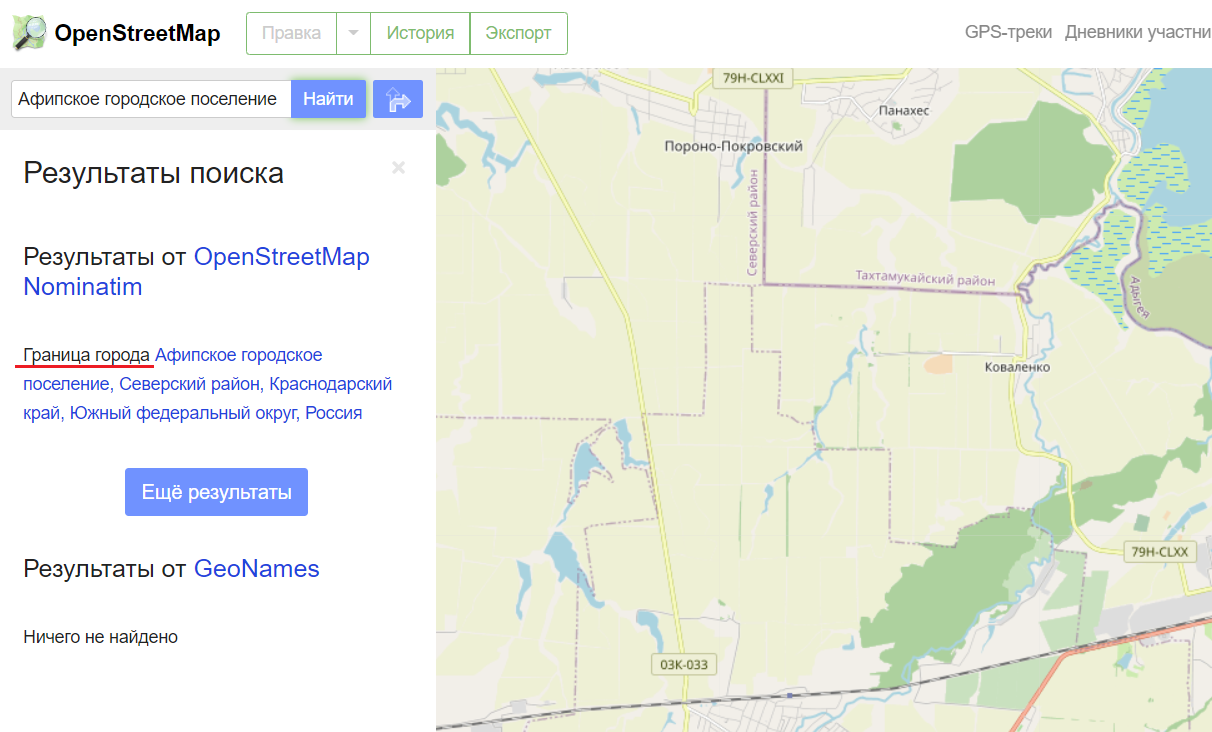 OpenStreetMap
Правка
История
Экспорт
GPS-треки
Дневники участни
Афипское городское поселение
Найти
Результаты поиска
×
Результаты от OpenStreetMap
Nominatim
Граница города Афипское городское
поселение, Северский район, Краснодарский
край, Южный федеральный округ, Россия
Ещё результаты
Результаты от GeoNames
Ничего не найдено
79Н-CLXXI
Панахес
Пороно-Покровский
Северский район
Тахтамукайский район
Адыгея
Коваленко
79Н-CLXX
03К-033